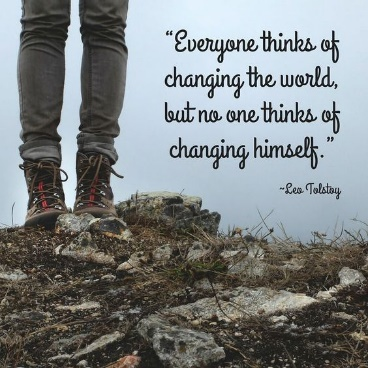 “Everyone thinks of
changing the world,
but no one thinks of
changing himself.”
~Leo Tolstoy